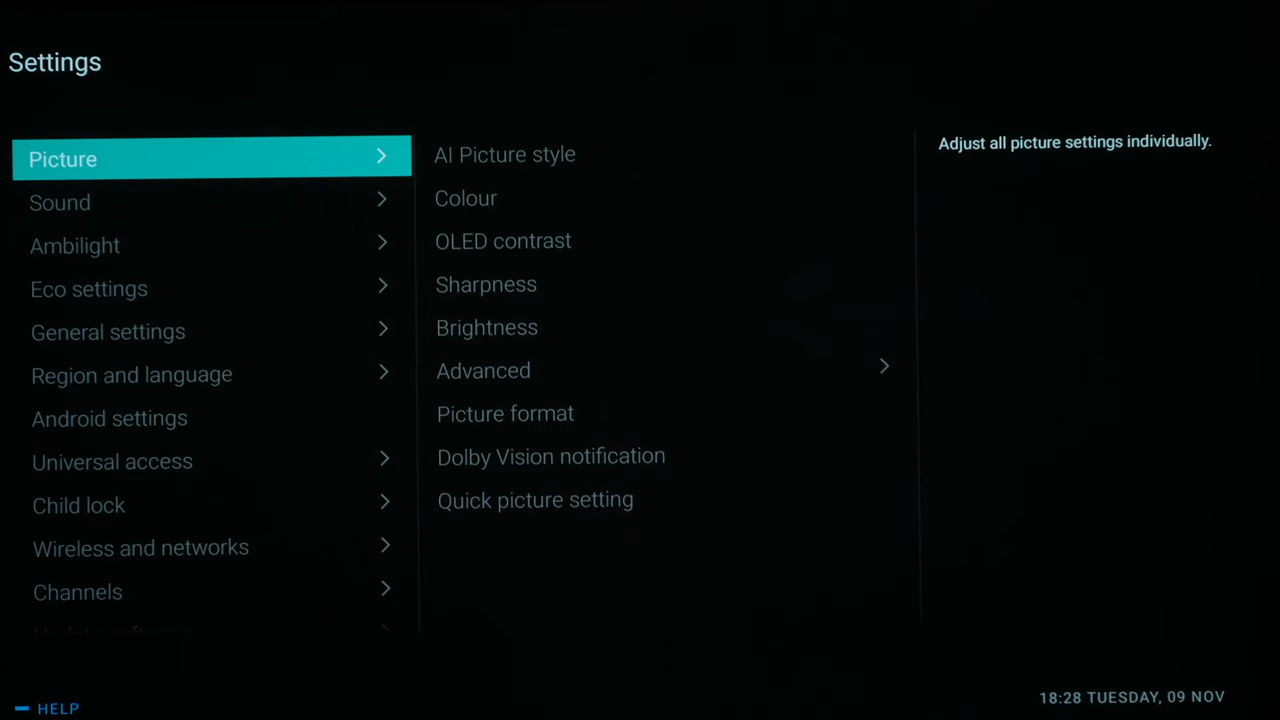 Settings
Picture
Sound
Ambilight
Eco settings
General settings
Region and language
Android settings
Universal access
Child lock
Wireless and networks
Channels
AI Picture style
Colour
OLED contrast
Sharpness
Brightness
Advanced
Picture format
Dolby Vision notification
Quick picture setting
Adjust all picture settings individually.
HELP
18:28 TUESDAY, 09 NOV